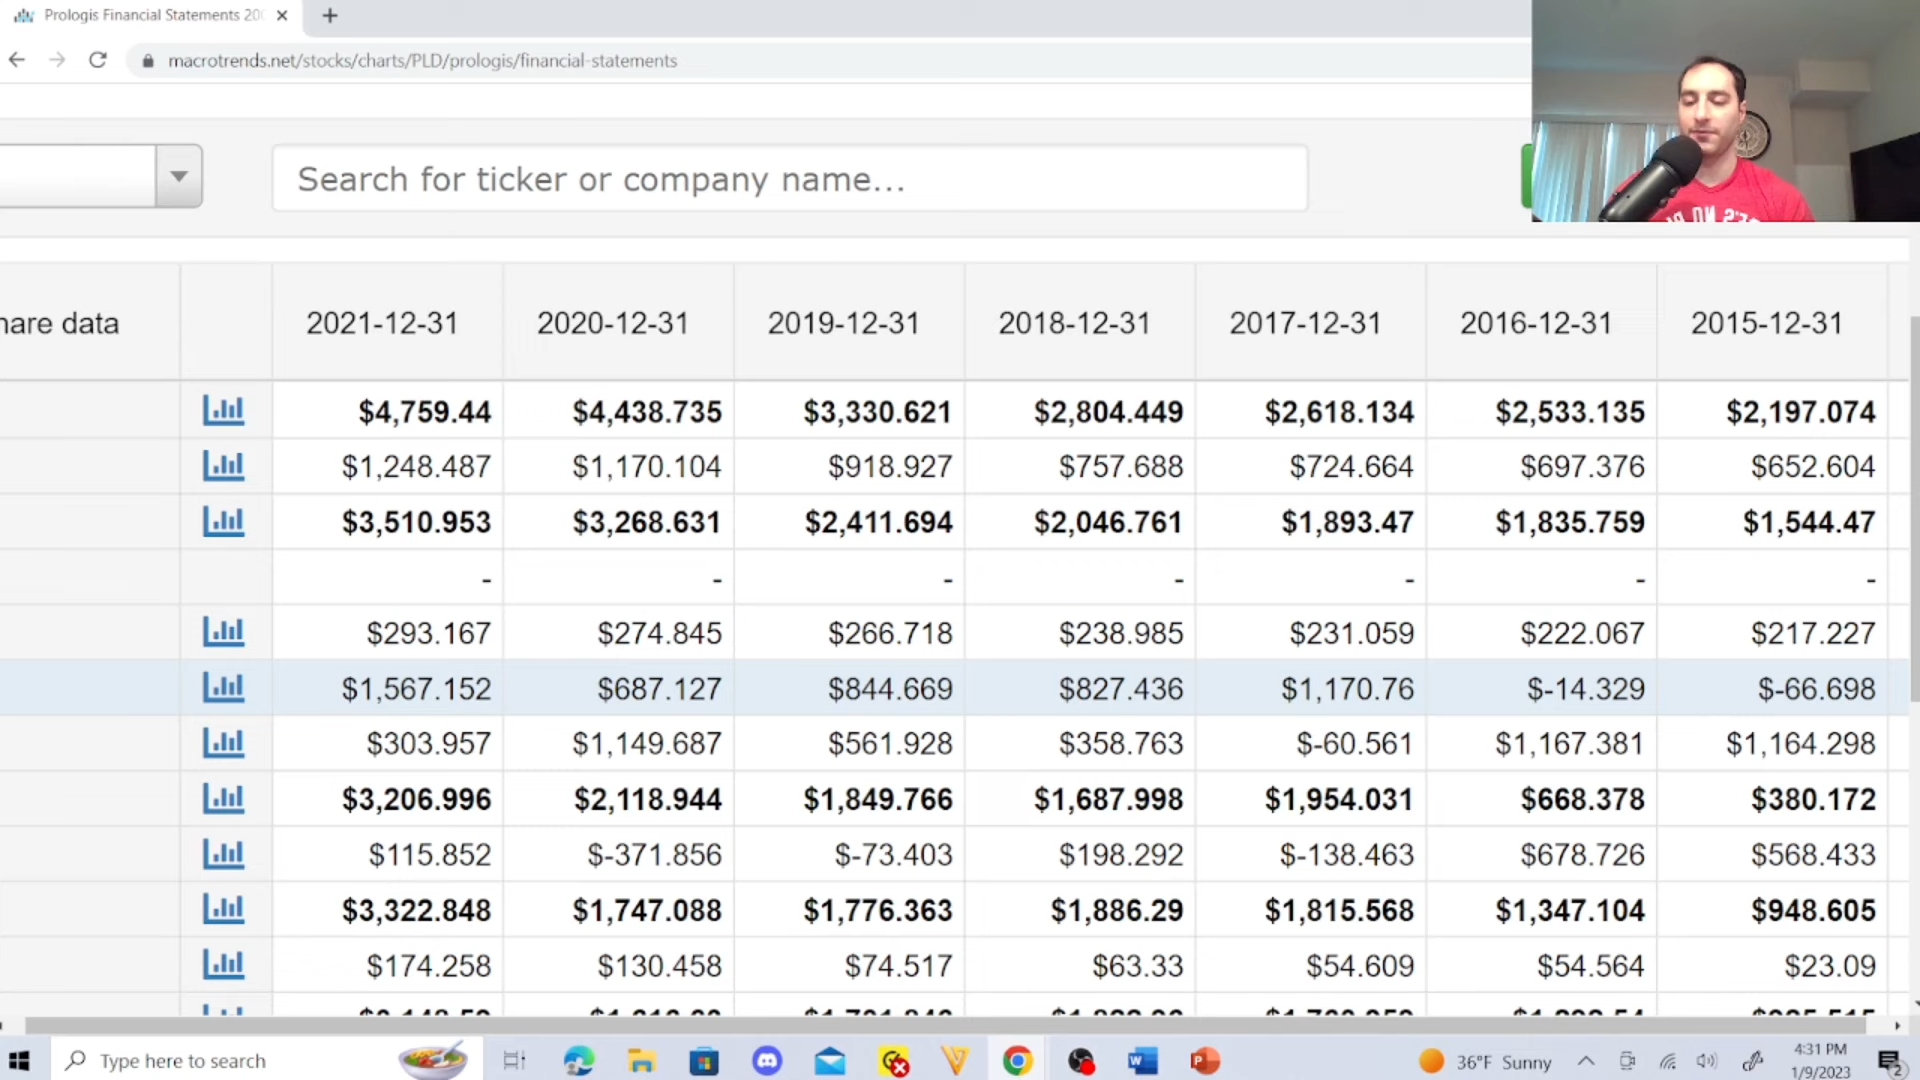 Prologis Financial Statements 20
macrotrends.net/stocks/charts/PLD/prologis/financial-statements
Search for ticker or company name...
hare data 2021-12-31 2020-12-31 2019-12-31 2018-12-31 2017-12-31 2016-12-31 2015-12-31
$4,759.44 $4,438.735 $3,330.621 $2,804.449 $2,618.134 $2,533.135 $2,197.074
$1,248.487 $1,170.104 $918.927 $757.688 $724.664 $697.376 $652.604
$3,510.953 $3,268.631 $2,411.694 $2,046.761 $1,893.47 $1,835.759 $1,544.47
- - - - - - -
$293.167 $274.845 $266.718 $238.985 $231.059 $222.067 $217.227
$1,567.152 $687.127 $844.669 $827.436 $1,170.76 $-14.329 $-66.698
$303.957 $1,149.687 $561.928 $358.763 $-60.561 $1,167.381 $1,164.298
$3,206.996 $2,118.944 $1,849.766 $1,687.998 $1,954.031 $668.378 $380.172
$115.852 $-371.856 $-73.403 $198.292 $-138.463 $678.726 $568.433
$3,322.848 $1,747.088 $1,776.363 $1,886.29 $1,815.568 $1,347.104 $948.605
$174.258 $130.458 $74.517 $63.33 $54.609 $54.564 $23.09
Type here to search
36°F Sunny
4:31 PM
1/9/2023
2